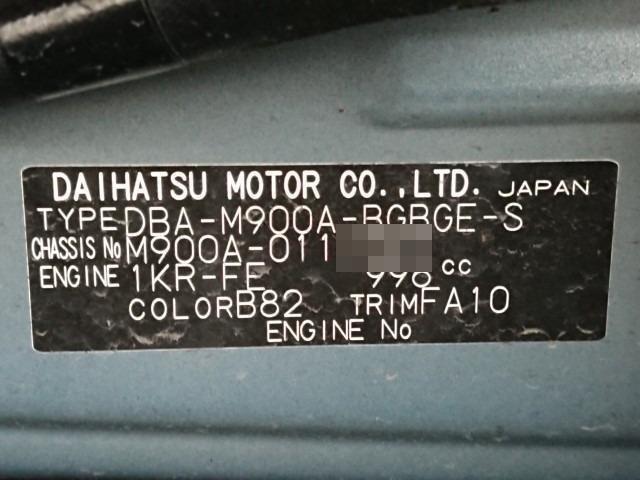 DAIHATSU MOTOR CO.,LTD. JAPAN
TYPE DBA-M900A-BGBGE-S
CHASSIS No M900A-011
ENGINE 1KR-FE 996 cc
COLOR B82 TRIM FA10
ENGINE No